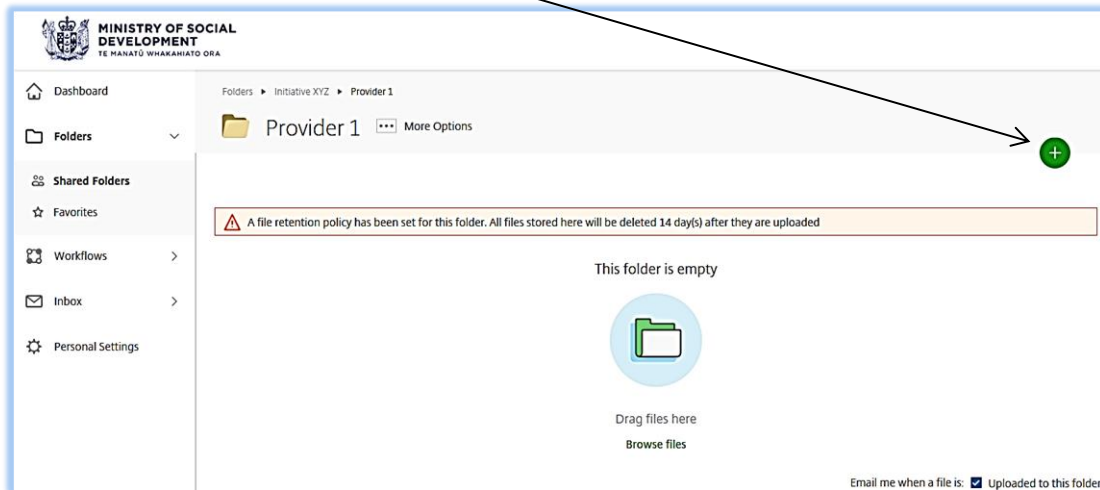 MINISTRY OF SOCIAL
DEVELOPMENT
TE MANATŪ WHAKAHIATO ORA
Dashboard
Folders
Shared Folders
Favorites
Workflows
Inbox
Personal Settings
Folders ▸ Initiative XYZ ▸ Provider 1
Provider 1 ••• More Options
+
A file retention policy has been set for this folder. All files stored here will be deleted 14 day(s) after they are uploaded
This folder is empty
Drag files here
Browse files
Email me when a file is: Uploaded to this folder